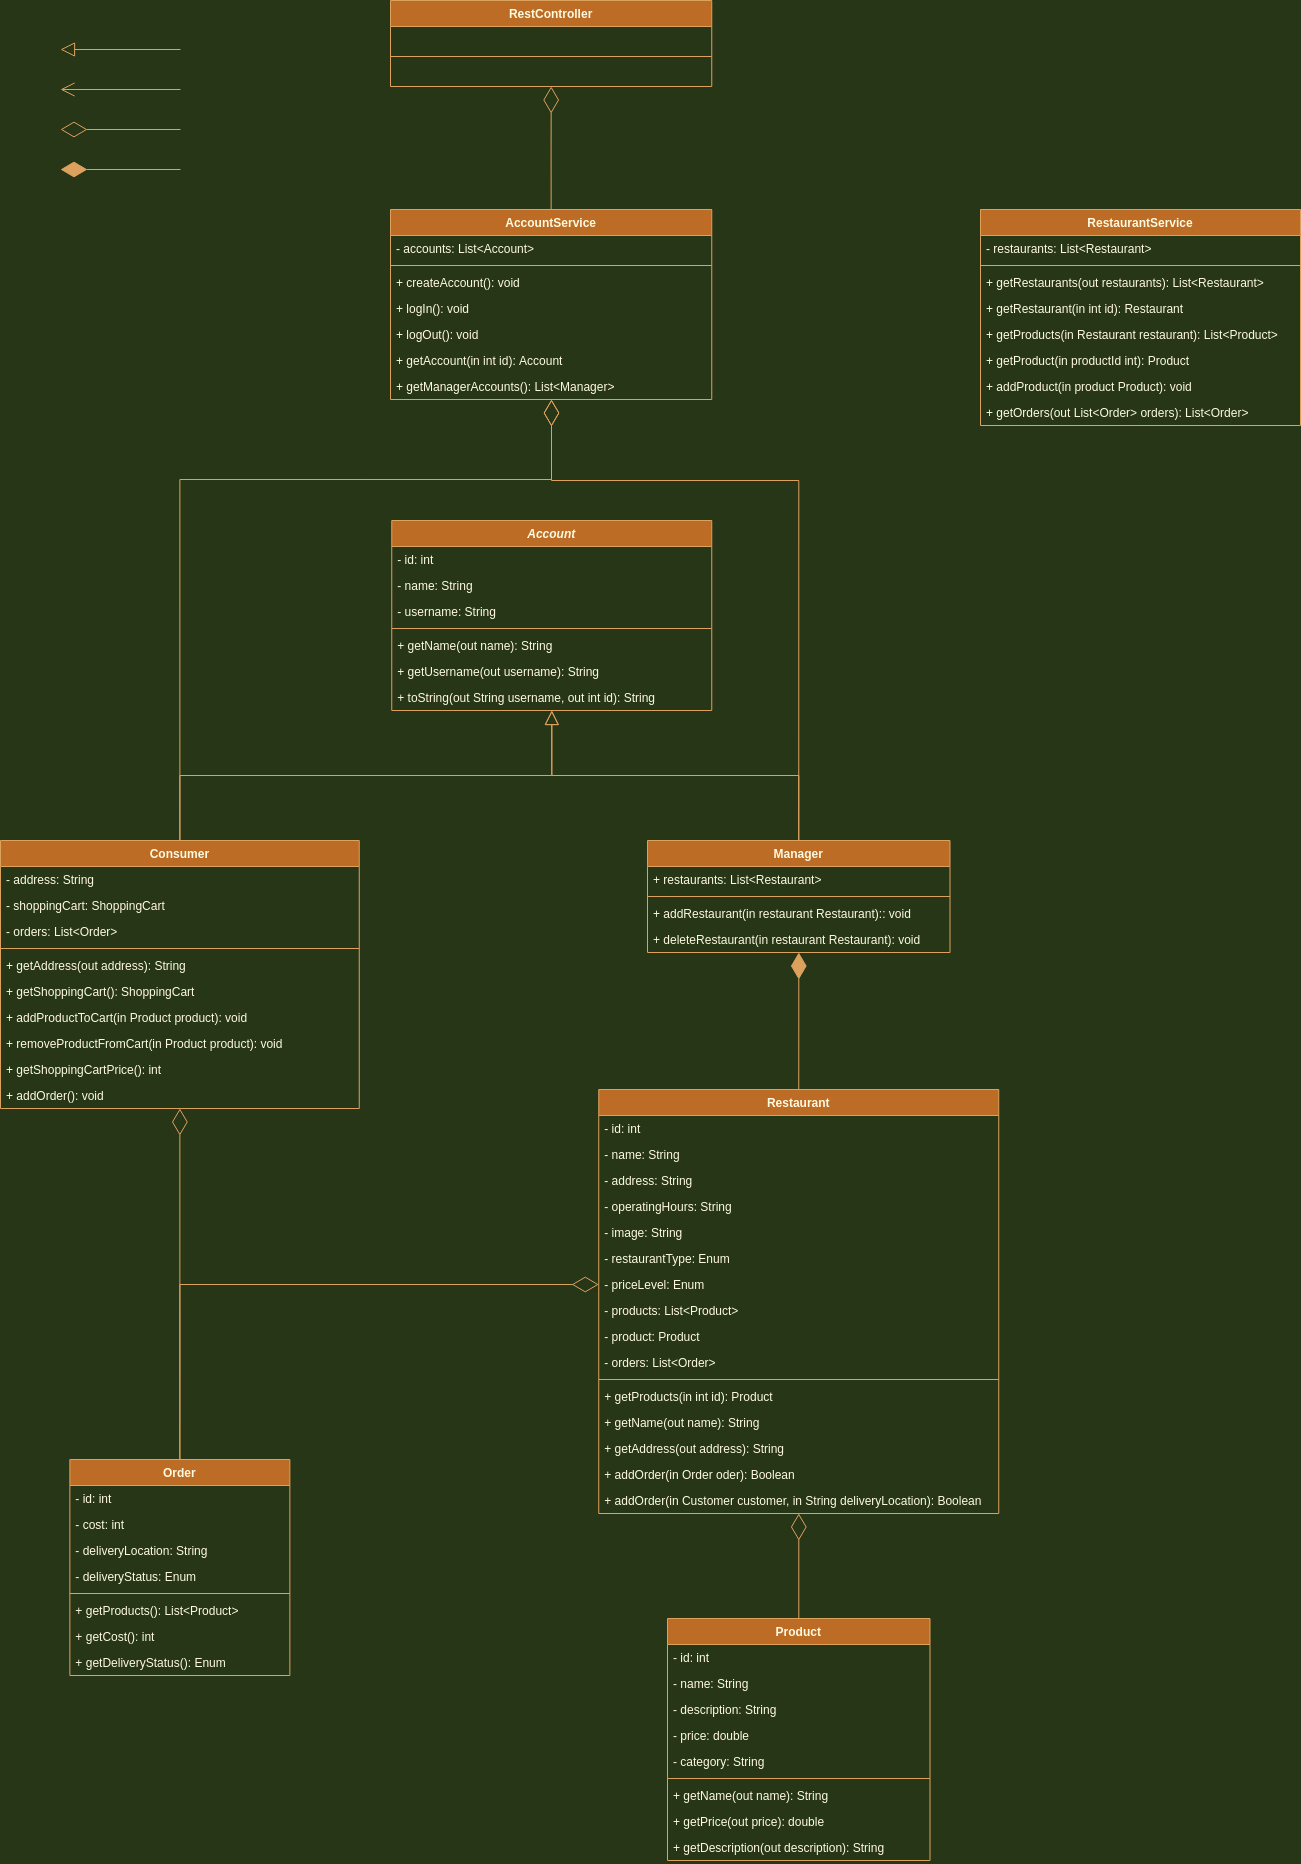 RestController
AccountService
- accounts: List<Account>
+ createAccount(): void
+ logIn(): void
+ logOut(): void
+ getAccount(in int id): Account
+ getManagerAccounts(): List<Manager>
RestaurantService
- restaurants: List<Restaurant>
+ getRestaurants(out restaurants): List<Restaurant>
+ getRestaurant(in int id): Restaurant
+ getProducts(in Restaurant restaurant): List<Product>
+ getProduct(in productId int): Product
+ addProduct(in product Product): void
+ getOrders(out List<Order> orders): List<Order>
Account
- id: int
- name: String
- username: String
+ getName(out name): String
+ getUsername(out username): String
+ toString(out String username, out int id): String
Consumer
- address: String
- shoppingCart: ShoppingCart
- orders: List<Order>
+ getAddress(out address): String
+ getShoppingCart(): ShoppingCart
+ addProductToCart(in Product product): void
+ removeProductFromCart(in Product product): void
+ getShoppingCartPrice(): int
+ addOrder(): void
Manager
+ restaurants: List<Restaurant>
+ addRestaurant(in restaurant Restaurant):: void
+ deleteRestaurant(in restaurant Restaurant): void
Restaurant
- id: int
- name: String
- address: String
- operatingHours: String
- image: String
- restaurantType: Enum
- priceLevel: Enum
- products: List<Product>
- product: Product
- orders: List<Order>
+ getProducts(in int id): Product
+ getName(out name): String
+ getAddress(out address): String
+ addOrder(in Order oder): Boolean
+ addOrder(in Customer customer, in String deliveryLocation): Boolean
Order
- id: int
- cost: int
- deliveryLocation: String
- deliveryStatus: Enum
+ getProducts(): List<Product>
+ getCost(): int
+ getDeliveryStatus(): Enum
Product
- id: int
- name: String
- description: String
- price: double
- category: String
+ getName(out name): String
+ getPrice(out price): double
+ getDescription(out description): String